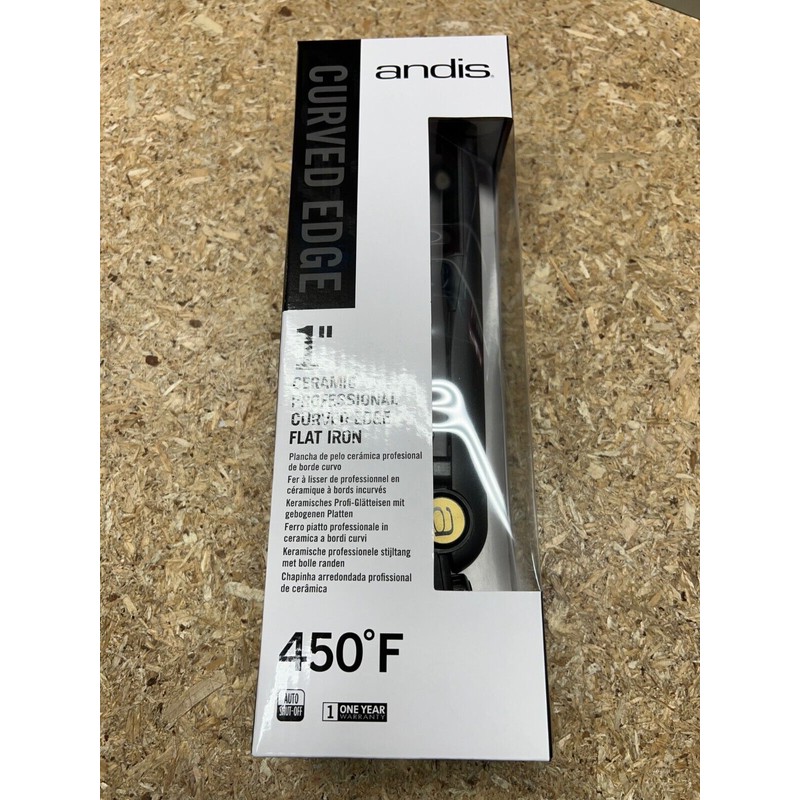 andis
CURVED EDGE
1"
CERAMIC
PROFESSIONAL
CURVED EDGE
FLAT IRON
Plancha de pelo cerámica profesional
de borde curvo
Fer à lisser de professionnel en
céramique à bords incurvés
Keramisches Profi-Glätteisen mit
gebogenen Platten
Ferro piatto professionale in
ceramica a bordi curvi
Keramische professionele stijltang
met bolle randen
Chapinha arredondada profissional
de cerâmica
450°F
AUTO
SHUT-OFF
1 ONE YEAR
WARRANTY